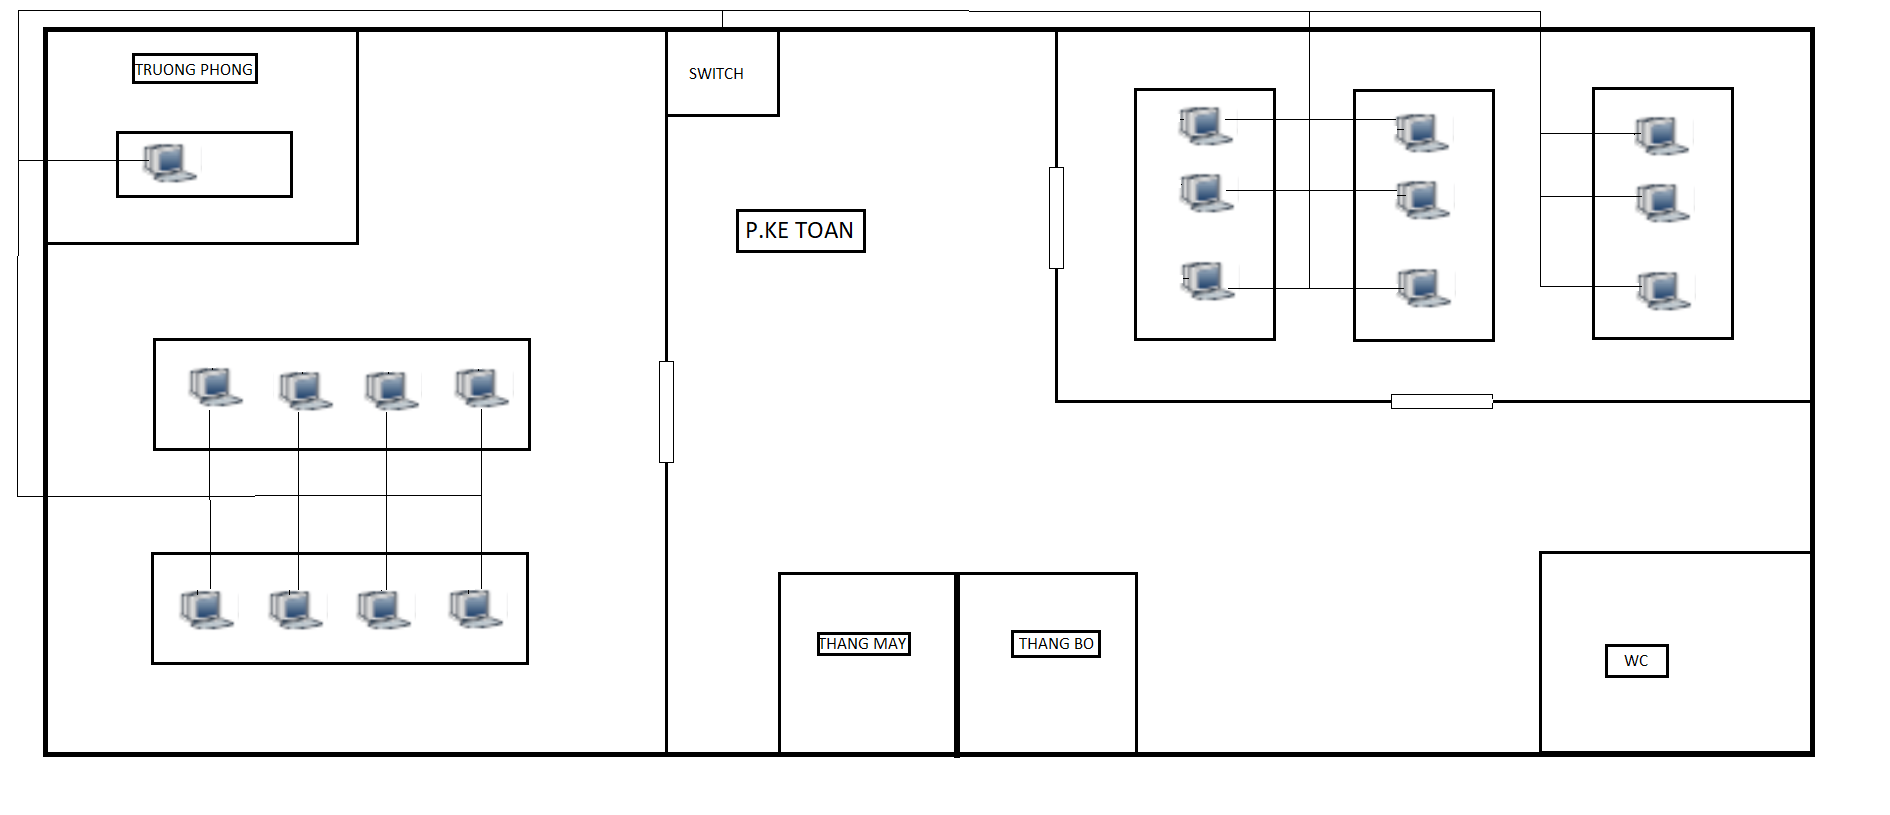 TRUONG PHONG
SWITCH
P.KE TOAN
THANG MAY
THANG BO
WC